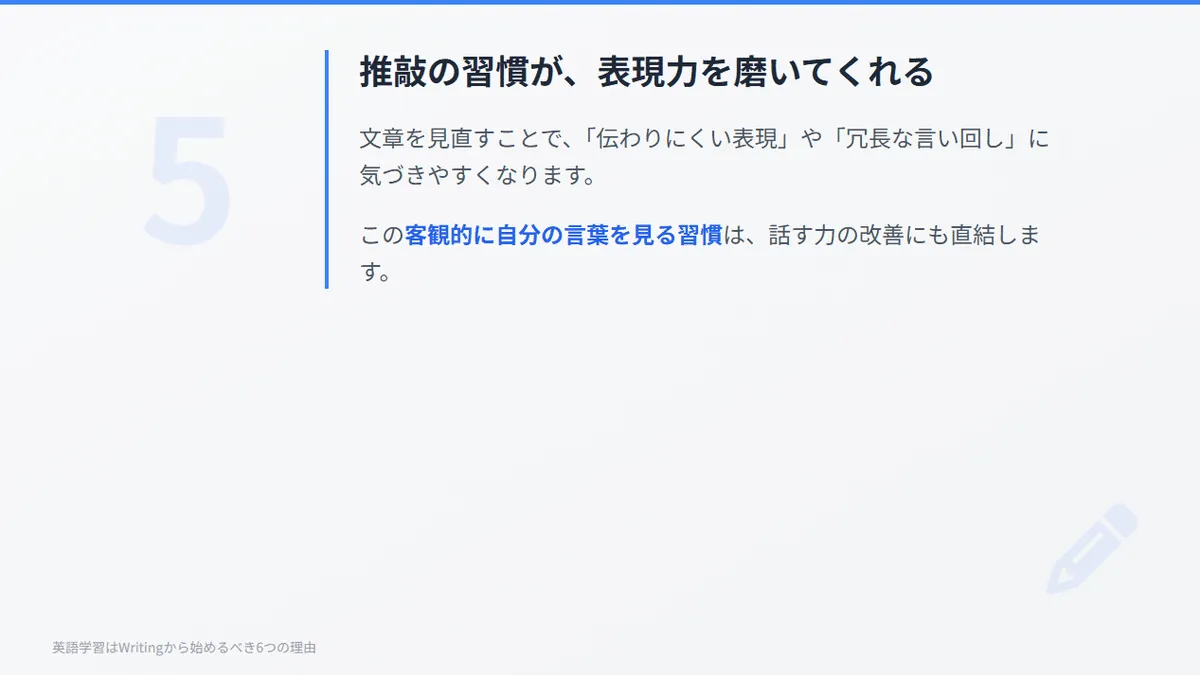 5
推敲の習慣が、表現力を磨いてくれる
文章を見直すことで、「伝わりにくい表現」や「冗長な言い回し」に
気づきやすくなります。
この客観的に自分の言葉を見る習慣は、話す力の改善にも直結しま
す。
英語学習はWritingから始めるべき6つの理由